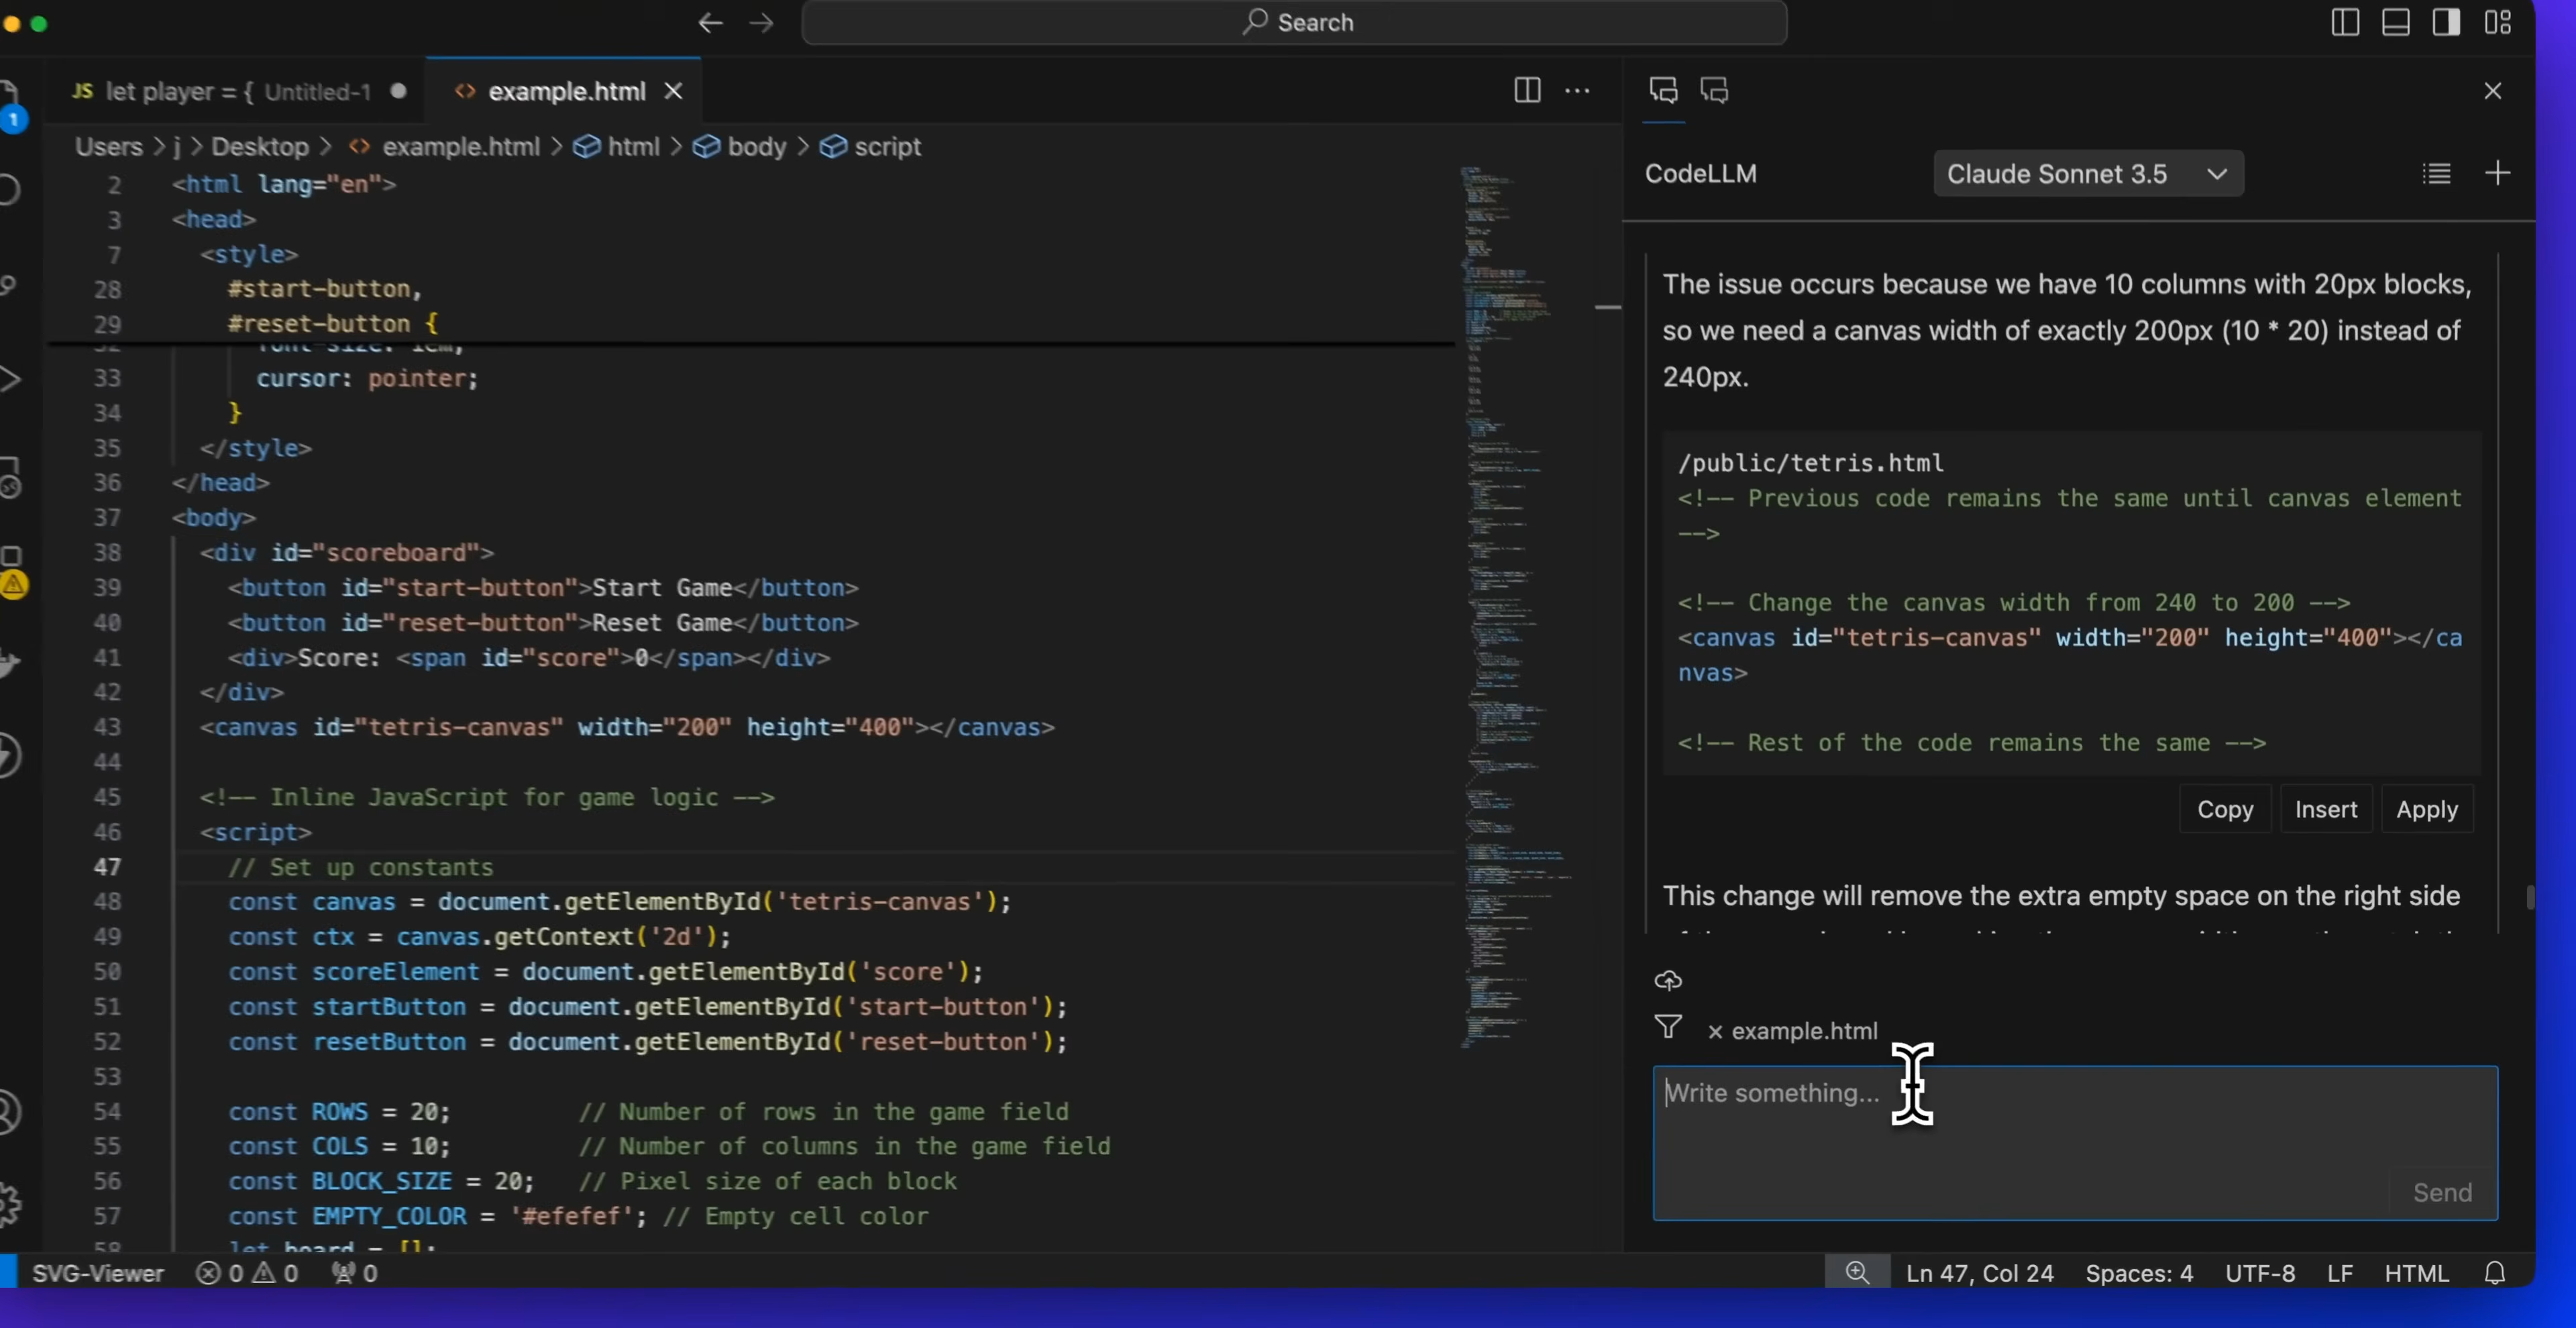 Search
JS let player = { Untitled-1
<> example.html
1
Users > j > Desktop > <> example.html > html > body > script
2 <html lang="en">
3 <head>
7 <style>
28 #start-button,
29 #reset-button {
33 cursor: pointer;
34 }
35 </style>
36 </head>
37 <body>
38 <div id="scoreboard">
39 <button id="start-button">Start Game</button>
40 <button id="reset-button">Reset Game</button>
41 <div>Score: <span id="score">0</span></div>
42 </div>
43 <canvas id="tetris-canvas" width="200" height="400"></canvas>
44
45 <!-- Inline JavaScript for game logic -->
46 <script>
47 // Set up constants
48 const canvas = document.getElementById('tetris-canvas');
49 const ctx = canvas.getContext('2d');
50 const scoreElement = document.getElementById('score');
51 const startButton = document.getElementById('start-button');
52 const resetButton = document.getElementById('reset-button');
53
54 const ROWS = 20; // Number of rows in the game field
55 const COLS = 10; // Number of columns in the game field
56 const BLOCK_SIZE = 20; // Pixel size of each block
57 const EMPTY_COLOR = '#efefef'; // Empty cell color
58 let board = [];
CodeLLM
Claude Sonnet 3.5
The issue occurs because we have 10 columns with 20px blocks,
so we need a canvas width of exactly 200px (10 * 20) instead of
240px.
/public/tetris.html
<!-- Previous code remains the same until canvas element
-->
<!-- Change the canvas width from 240 to 200 -->
<canvas id="tetris-canvas" width="200" height="400"></ca
nvas>
<!-- Rest of the code remains the same -->
Copy Insert Apply
This change will remove the extra empty space on the right side
× example.html
Write something...
Send
SVG-Viewer 0 0 0
Ln 47, Col 24 Spaces: 4 UTF-8 LF HTML